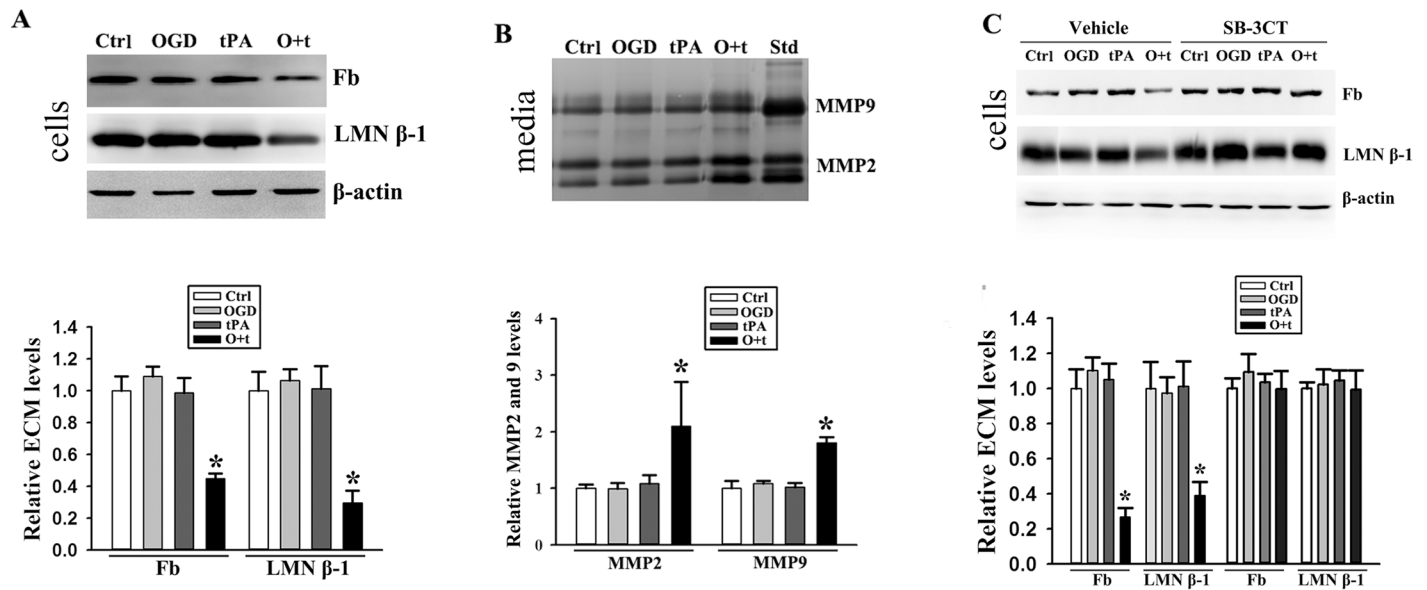 A
Ctrl OGD tPA O+t
cells
Fb
LMN β-1
β-actin
Ctrl
OGD
tPA
O+t
Relative ECM levels
1.4
1.2
1.0
0.8
0.6
0.4
0.2
0.0
*
*
Fb LMN β-1
B
Ctrl OGD tPA O+t Std
media
MMP9
MMP2
Ctrl
OGD
tPA
O+t
Relative MMP2 and 9 levels
4
3
2
1
0
*
*
MMP2 MMP9
C
Vehicle SB-3CT
Ctrl OGD tPA O+t Ctrl OGD tPA O+t
cells
Fb
LMN β-1
β-actin
Ctrl
OGD
tPA
O+t
Relative ECM levels
1.4
1.2
1.0
0.8
0.6
0.4
0.2
0.0
*
*
Fb LMN β-1 Fb LMN β-1